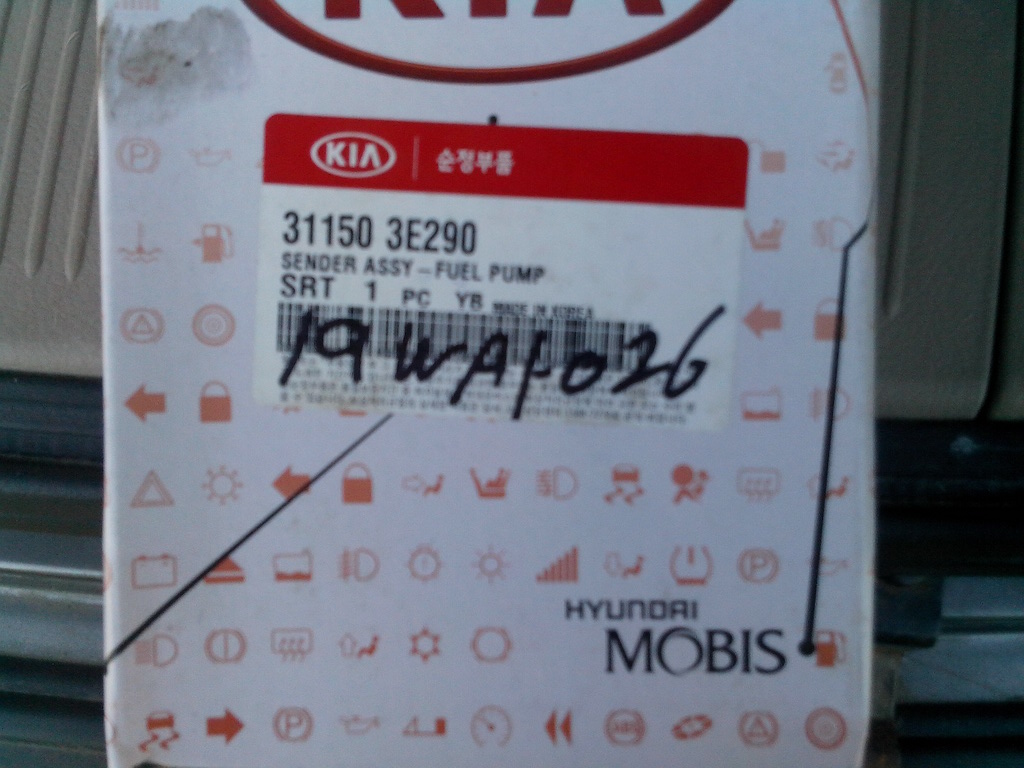 KIA
KIA 순정부품
31150 3E290
SENDER ASSY-FUEL PUMP
SRT 1 PC YB MADE IN KOREA
19WA1026
HYUNDAI
MOBIS